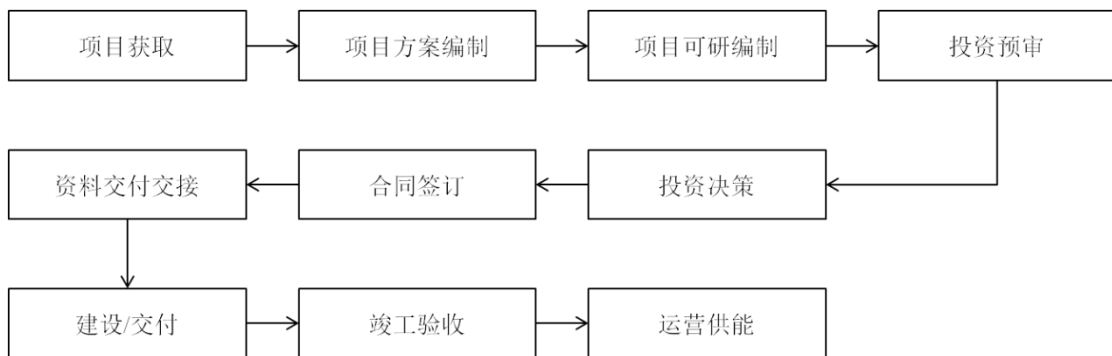 项目获取
项目方案编制
项目可研编制
投资预审
投资决策
合同签订
资料交付交接
建设/交付
竣工验收
运营供能